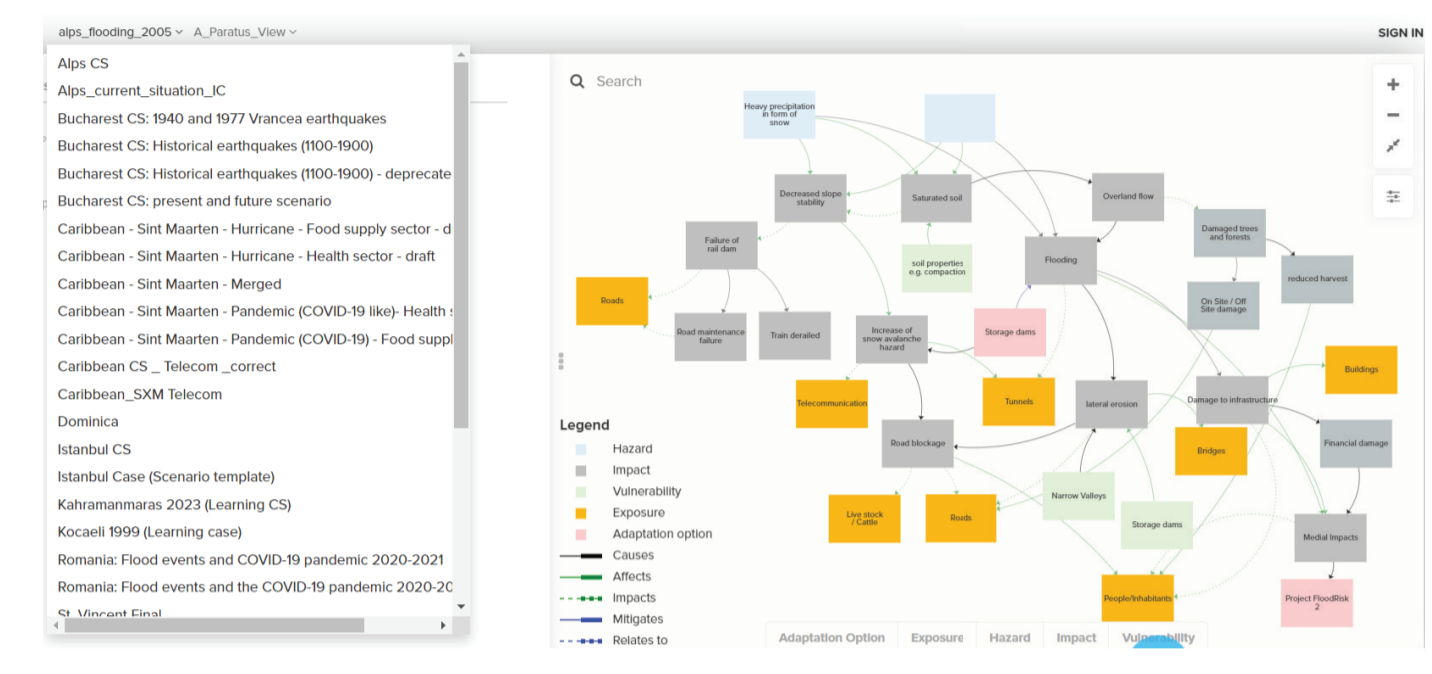 alps_flooding_2005
A_Paratus_View
SIGN IN
Alps CS
Alps_current_situation_IC
Bucharest CS: 1940 and 1977 Vrancea earthquakes
Bucharest CS: Historical earthquakes (1100-1900)
Bucharest CS: Historical earthquakes (1100-1900) - deprecate
Bucharest CS: present and future scenario
Caribbean - Sint Maarten - Hurricane - Food supply sector - d
Caribbean - Sint Maarten - Hurricane - Health sector - draft
Caribbean - Sint Maarten - Merged
Caribbean - Sint Maarten - Pandemic (COVID-19 like)- Health
Caribbean - Sint Maarten - Pandemic (COVID-19) - Food suppl
Caribbean CS _ Telecom _correct
Caribbean_SXM Telecom
Dominica
Istanbul CS
Istanbul Case (Scenario template)
Kahramanmaras 2023 (Learning CS)
Kocaeli 1999 (Learning case)
Romania: Flood events and COVID-19 pandemic 2020-2021
Romania: Flood events and the COVID-19 pandemic 2020-20
St. Vincent Final
Search
Heavy precipitation
in form of
snow
Decreased slope
stability
Saturated soil
Overland flow
Damaged trees
and forests
Failure of
rail dam
soil properties
e.g. compaction
Flooding
reduced harvest
Roads
On Site / Off
Site damage
Road maintenance
failure
Train derailed
Increase of
snow avalanche
hazard
Storage dams
Buildings
Telecommunication
Tunnels
lateral erosion
Damage to infrastructure
Road blockage
Bridges
Financial damage
Narrow Valleys
Live stock
/ Cattle
Roads
Storage dams
Medial Impacts
People/Inhabitants
Project FloodRisk
2
Legend
Hazard
Impact
Vulnerability
Exposure
Adaptation option
Causes
Affects
Impacts
Mitigates
Relates to
Adaptation Option
Exposure
Hazard
Impact
Vulnerability